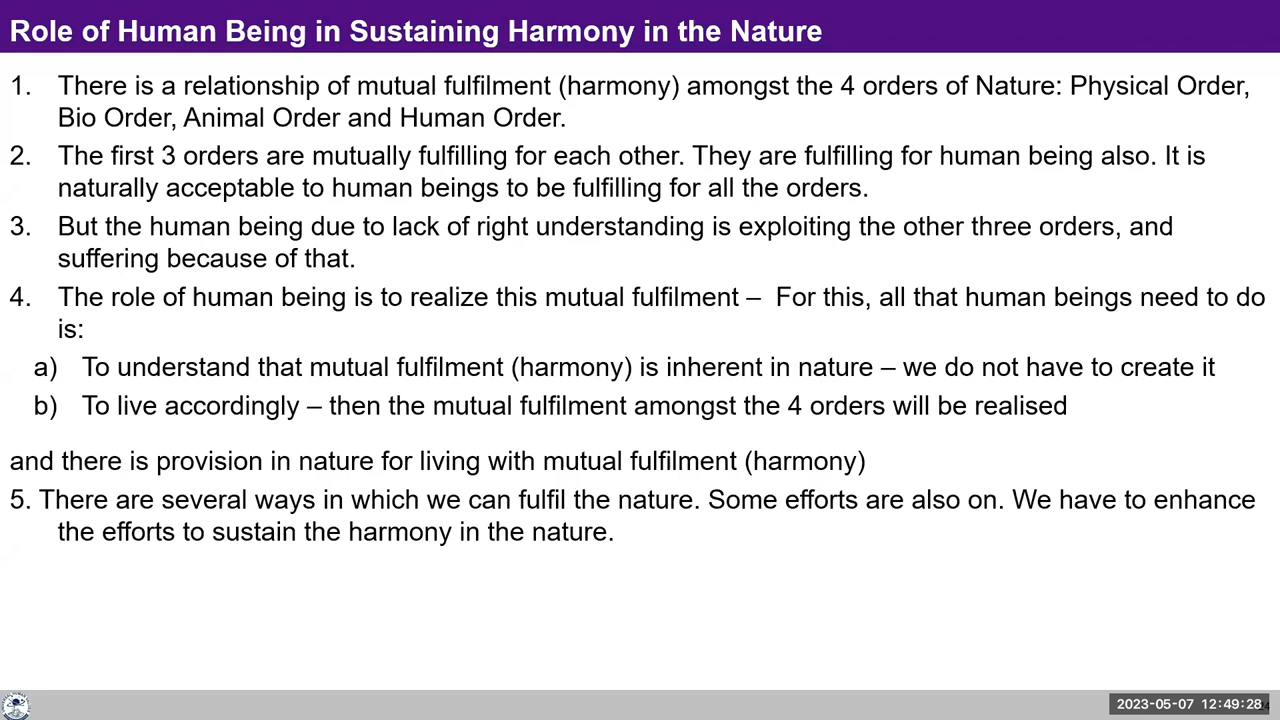 Role of Human Being in Sustaining Harmony in the Nature
1. There is a relationship of mutual fulfilment (harmony) amongst the 4 orders of Nature: Physical Order,
Bio Order, Animal Order and Human Order.
2. The first 3 orders are mutually fulfilling for each other. They are fulfilling for human being also. It is
naturally acceptable to human beings to be fulfilling for all the orders.
3. But the human being due to lack of right understanding is exploiting the other three orders, and
suffering because of that.
4. The role of human being is to realize this mutual fulfilment – For this, all that human beings need to do
is:
a) To understand that mutual fulfilment (harmony) is inherent in nature – we do not have to create it
b) To live accordingly – then the mutual fulfilment amongst the 4 orders will be realised
and there is provision in nature for living with mutual fulfilment (harmony)
5. There are several ways in which we can fulfil the nature. Some efforts are also on. We have to enhance
the efforts to sustain the harmony in the nature.
2023-05-07 12:49:28